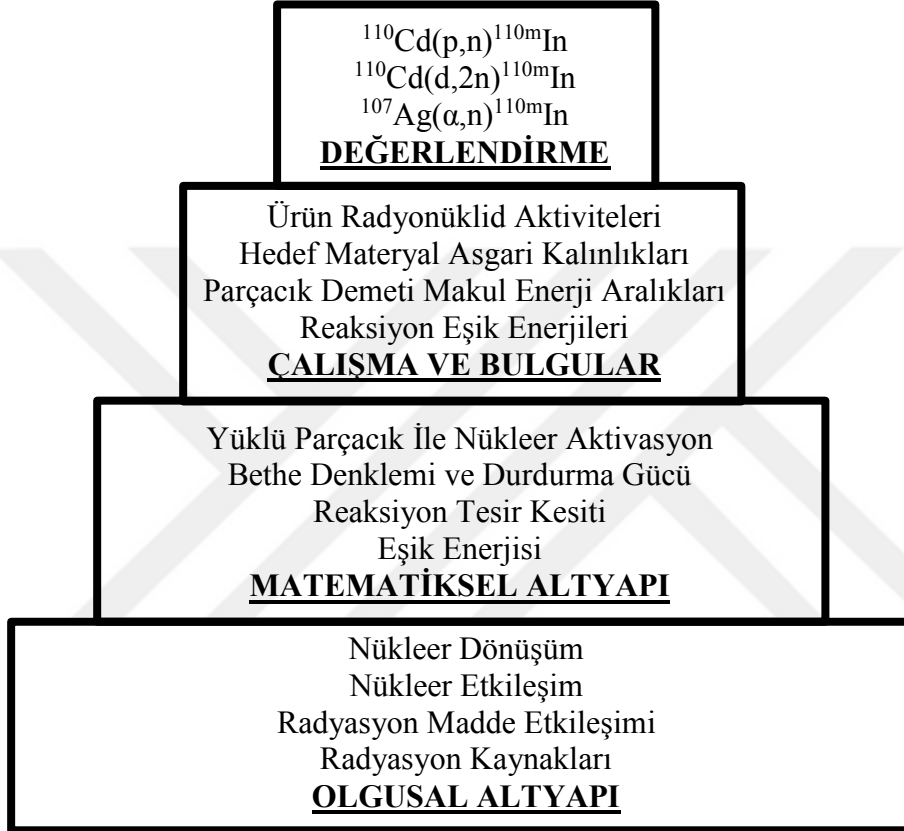 ¹¹⁰Cd(p,n)¹¹⁰ᵐIn
¹¹⁰Cd(d,2n)¹¹⁰ᵐIn
¹⁰⁷Ag(α,n)¹¹⁰ᵐIn
DEĞERLENDİRME
Ürün Radyonüklid Aktiviteleri
Hedef Materyal Asgari Kalınlıkları
Parçacık Demeti Makul Enerji Aralıkları
Reaksiyon Eşik Enerjileri
ÇALIŞMA VE BULGULAR
Yüklü Parçacık İle Nükleer Aktivasyon
Bethe Denklemi ve Durdurma Gücü
Reaksiyon Tesir Kesiti
Eşik Enerjisi
MATEMATİKSEL ALTYAPI
Nükleer Dönüşüm
Nükleer Etkileşim
Radyasyon Madde Etkileşimi
Radyasyon Kaynakları
OLGUSAL ALTYAPI